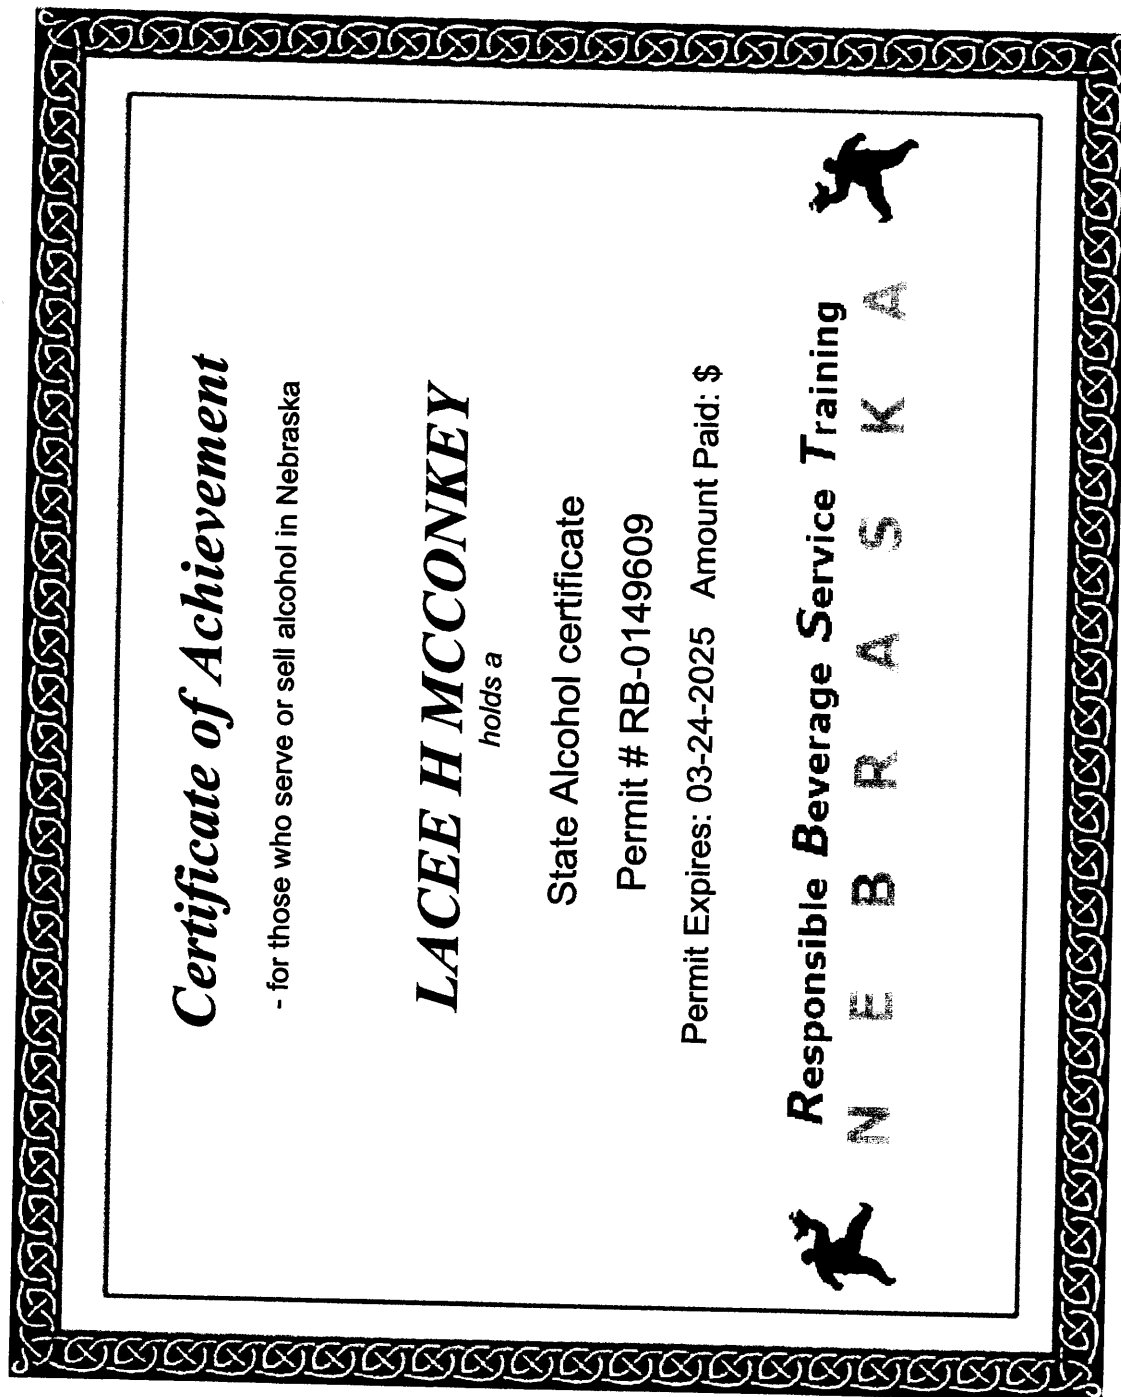 Certificate of Achievement
- for those who serve or sell alcohol in Nebraska
LACEE H MCCONKEY
holds a
State Alcohol certificate
Permit # RB-0149609
Permit Expires: 03-24-2025 Amount Paid: $
Responsible Beverage Service Training
N E B R A S K A